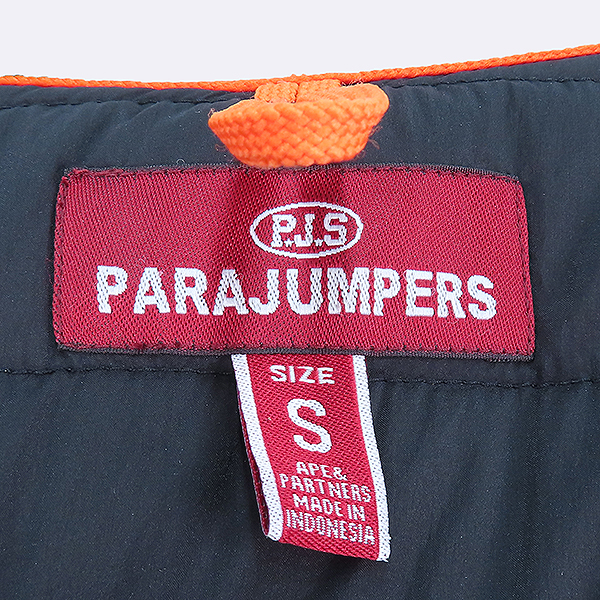 P.J.S
PARAJUMPERS
SIZE
S
APE&
PARTNERS
MADE IN
INDONESIA